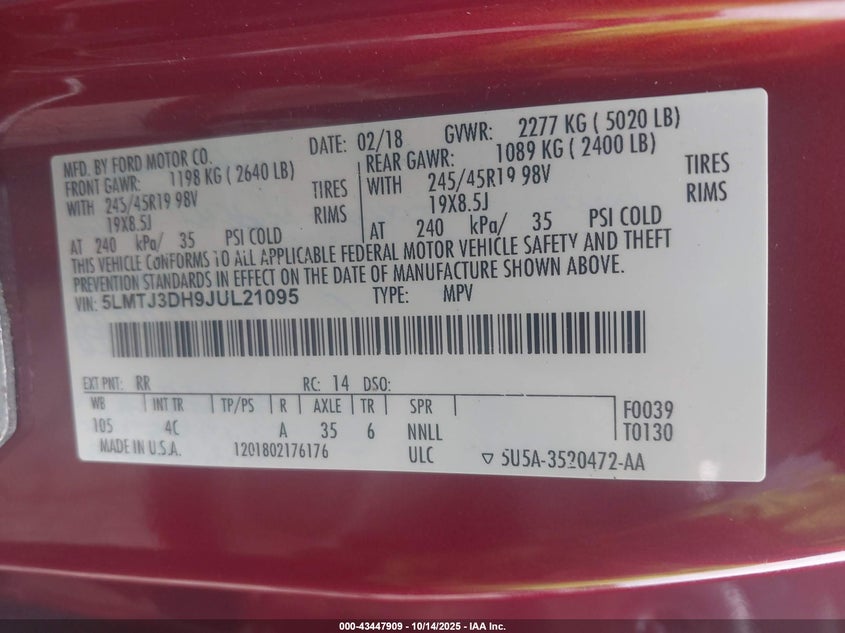 MFD. BY FORD MOTOR CO. DATE: 02/18 GVWR: 2277 KG ( 5020 LB)
FRONT GAWR: 1198 KG ( 2640 LB) REAR GAWR: 1089 KG ( 2400 LB)
WITH 245/45R19 98V TIRES WITH 245/45R19 98V TIRES
19X8.5J RIMS 19X8.5J RIMS
AT 240 kPa/ 35 PSI COLD AT 240 kPa/ 35 PSI COLD
THIS VEHICLE CONFORMS TO ALL APPLICABLE FEDERAL MOTOR VEHICLE SAFETY AND THEFT
PREVENTION STANDARDS IN EFFECT ON THE DATE OF MANUFACTURE SHOWN ABOVE.
VIN: 5LMTJ3DH9JUL21095 TYPE: MPV
EXT PNT: RR RC: 14 DSO:
WB INT TR TP/PS R AXLE TR SPR F0039
105 4C A 35 6 NNLL T0130
MADE IN U.S.A. 1201802176176 ULC ▽ 5U5A-3520472-AA
000-43447909 - 10/14/2025 - IAA Inc.